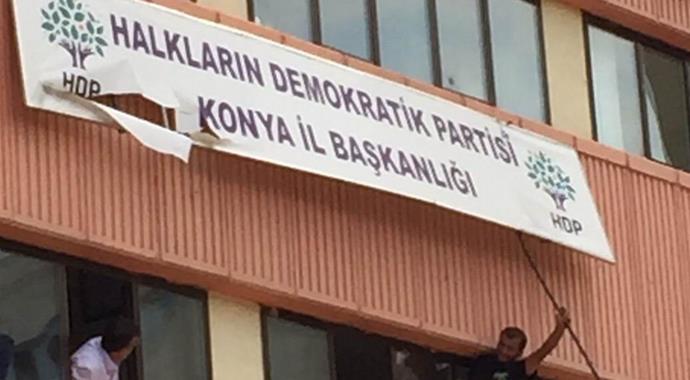 HALKLARIN DEMOKRATİK PARTİSİ
KONYA İL BAŞKANLIĞI
HDP
HDP